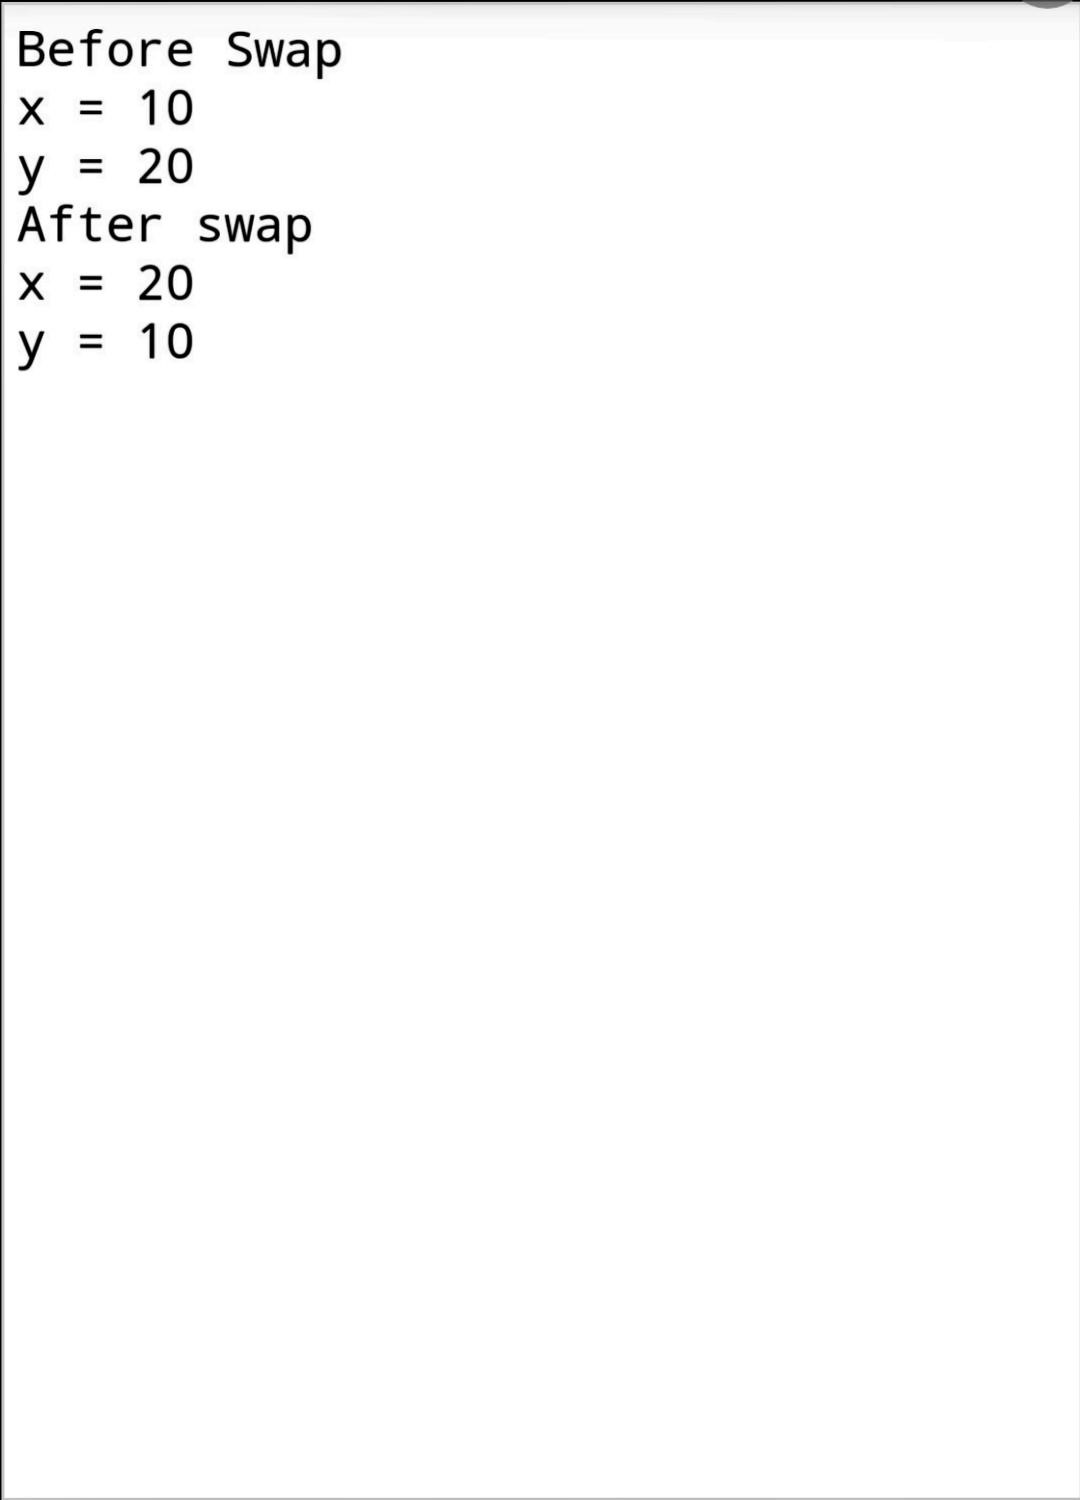 Before Swap
x = 10
y = 20
After swap
x = 20
y = 10